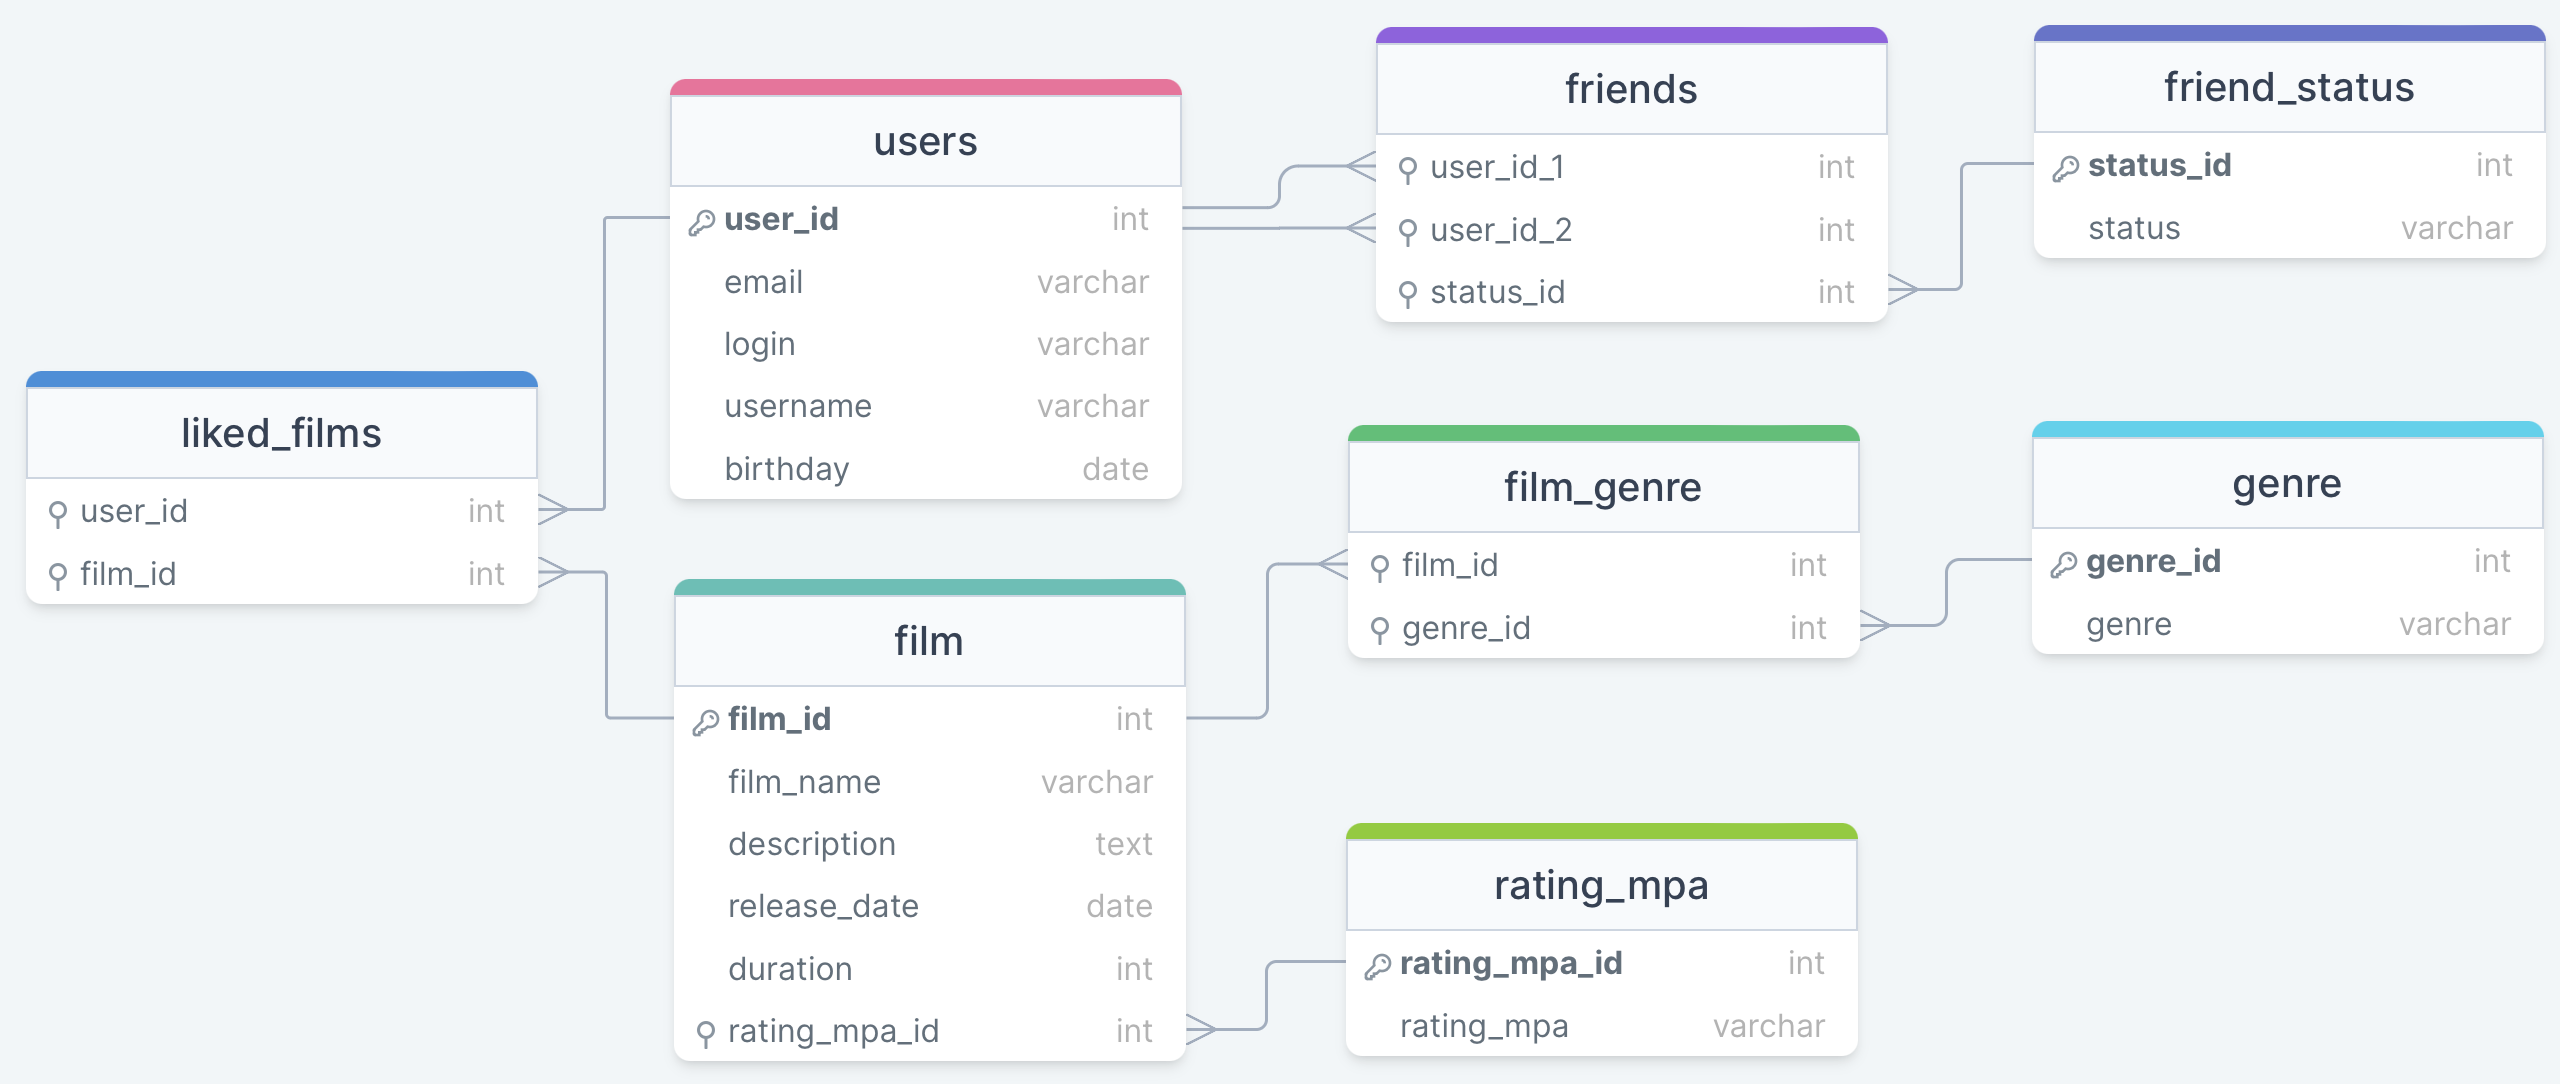 users
user_id int
email varchar
login varchar
username varchar
birthday date
friends
user_id_1 int
user_id_2 int
status_id int
friend_status
status_id int
status varchar
liked_films
user_id int
film_id int
film
film_id int
film_name varchar
description text
release_date date
duration int
rating_mpa_id int
film_genre
film_id int
genre_id int
genre
genre_id int
genre varchar
rating_mpa
rating_mpa_id int
rating_mpa varchar